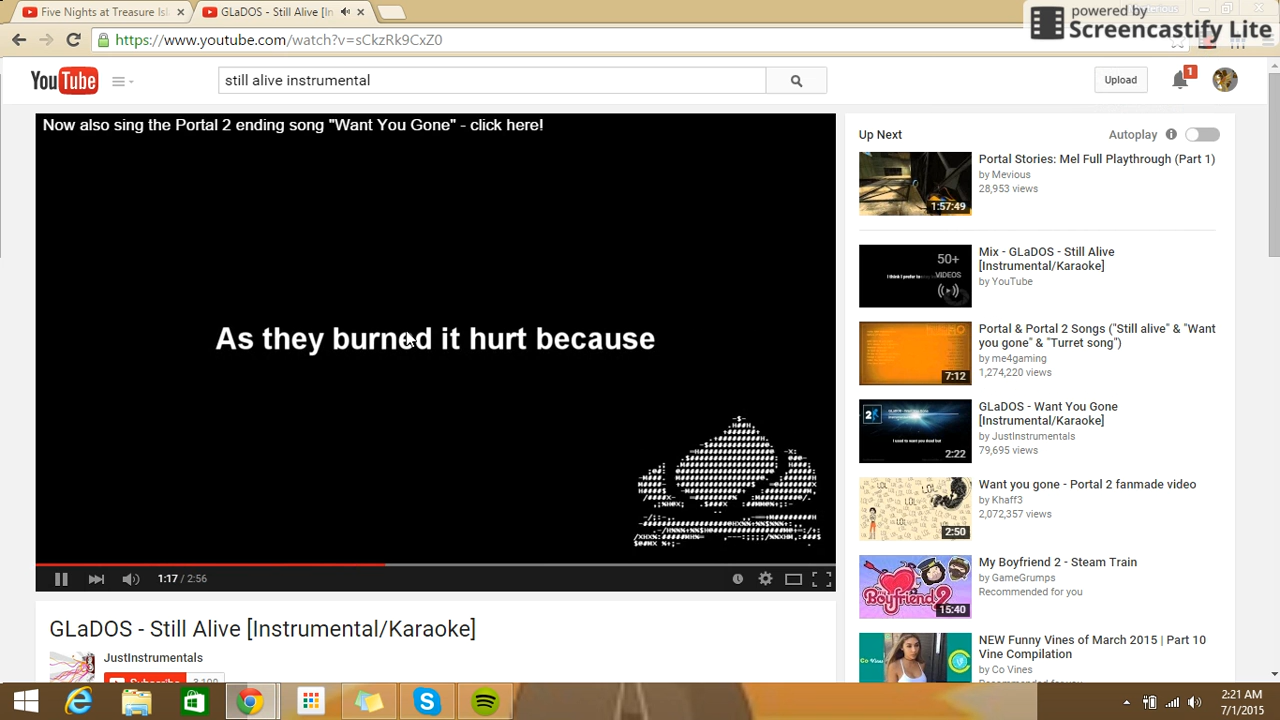 Five Nights at Treasure Isl
GLaDOS - Still Alive [In
powered by
Screencastify Lite
YouTube
still alive instrumental
Upload
1
Now also sing the Portal 2 ending song "Want You Gone" - click here!
As they burned it hurt because
1:17 / 2:56
GLaDOS - Still Alive [Instrumental/Karaoke]
JustInstrumentals
Subscribe
Up Next
Autoplay
Portal Stories: Mel Full Playthrough (Part 1)
by Mevious
28,953 views
1:57:49
50+
VIDEOS
Mix - GLaDOS - Still Alive
[Instrumental/Karaoke]
by YouTube
Portal & Portal 2 Songs ("Still alive" & "Want
you gone" & "Turret song")
by me4gaming
1,274,220 views
7:12
GLaDOS - Want You Gone
[Instrumental/Karaoke]
by JustInstrumentals
79,695 views
2:22
Want you gone - Portal 2 fanmade video
by Khaff3
2,072,357 views
2:50
My Boyfriend 2 - Steam Train
by GameGrumps
Recommended for you
15:40
NEW Funny Vines of March 2015 | Part 10
Vine Compilation
by Co Vines
Recommended for you
2:21 AM
7/1/2015